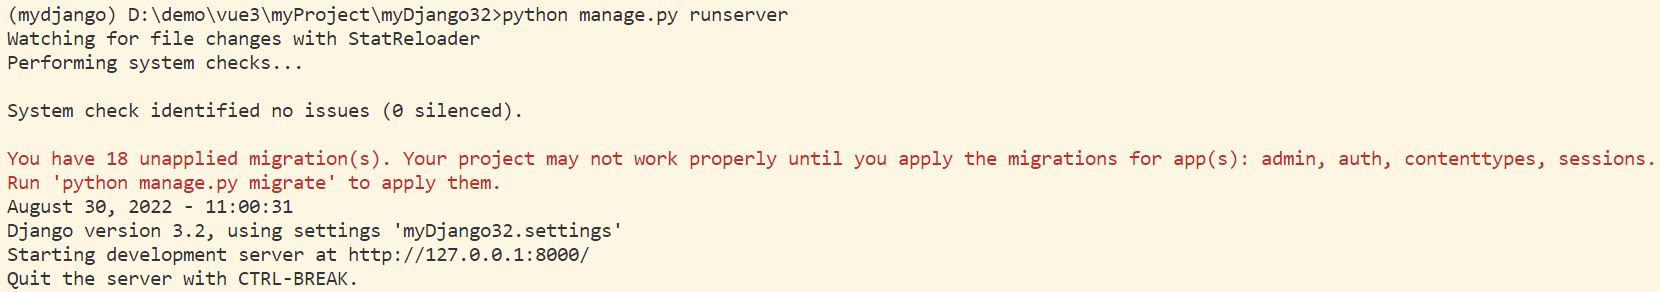 (mydjango) D:\demo\vue3\myProject\myDjango32>python manage.py runserver
Watching for file changes with StatReloader
Performing system checks...
System check identified no issues (0 silenced).
You have 18 unapplied migration(s). Your project may not work properly until you apply the migrations for app(s): admin, auth, contenttypes, sessions.
Run 'python manage.py migrate' to apply them.
August 30, 2022 - 11:00:31
Django version 3.2, using settings 'myDjango32.settings'
Starting development server at http://127.0.0.1:8000/
Quit the server with CTRL-BREAK.